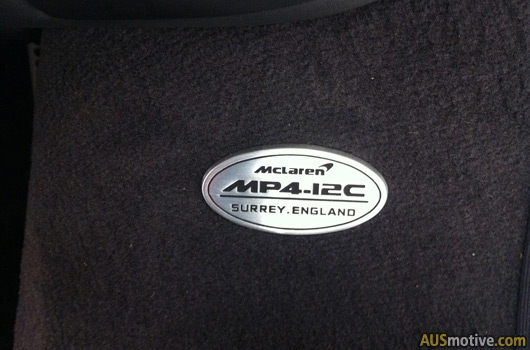 McLaren
MP4-12C
SURREY.ENGLAND
AUSmotive.com